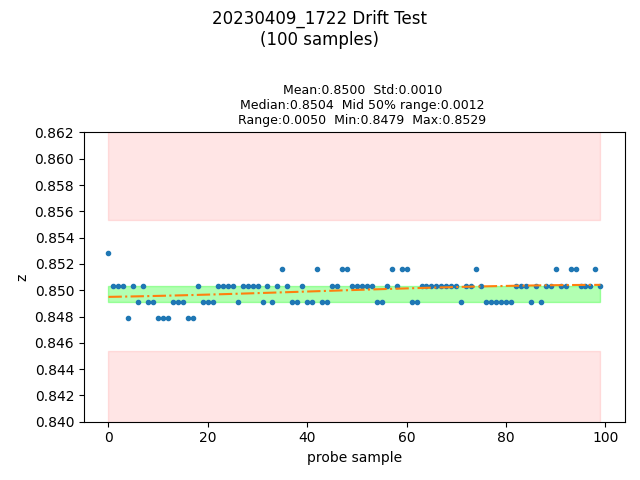 20230409_1722 Drift Test
(100 samples)
Mean:0.8500 Std:0.0010
Median:0.8504 Mid 50% range:0.0012
Range:0.0050 Min:0.8479 Max:0.8529
0.862
0.860
0.858
0.856
0.854
0.852
0.850
0.848
0.846
0.844
0.842
0.840
z
0 20 40 60 80 100
probe sample